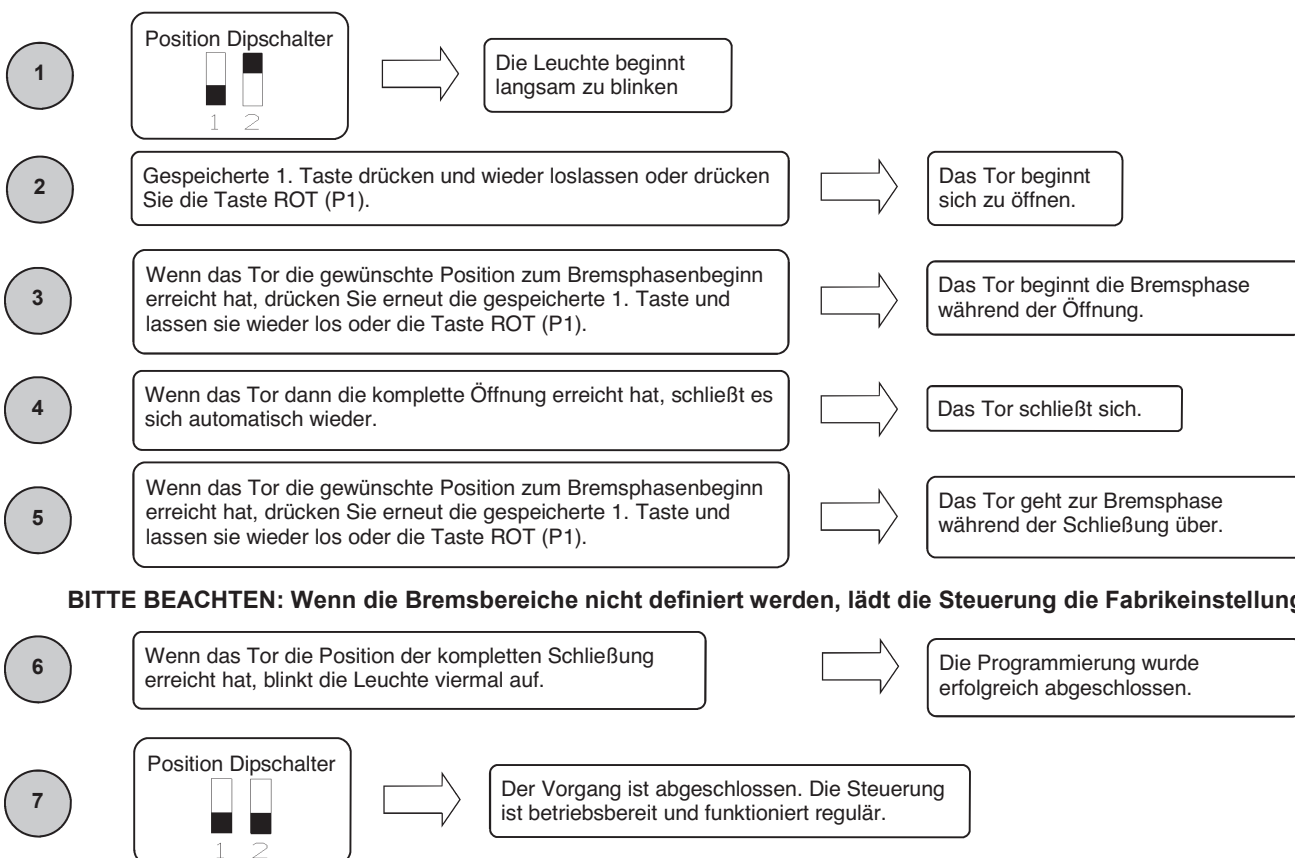 1
Position Dipschalter
1 2
Die Leuchte beginnt
langsam zu blinken
2
Gespeicherte 1. Taste drücken und wieder loslassen oder drücken
Sie die Taste ROT (P1).
Das Tor beginnt
sich zu öffnen.
3
Wenn das Tor die gewünschte Position zum Bremsphasenbeginn
erreicht hat, drücken Sie erneut die gespeicherte 1. Taste und
lassen sie wieder los oder die Taste ROT (P1).
Das Tor beginnt die Bremsphase
während der Öffnung.
4
Wenn das Tor dann die komplette Öffnung erreicht hat, schließt es
sich automatisch wieder.
Das Tor schließt sich.
5
Wenn das Tor die gewünschte Position zum Bremsphasenbeginn
erreicht hat, drücken Sie erneut die gespeicherte 1. Taste und
lassen sie wieder los oder die Taste ROT (P1).
Das Tor geht zur Bremsphase
während der Schließung über.
BITTE BEACHTEN: Wenn die Bremsbereiche nicht definiert werden, lädt die Steuerung die Fabrikeinstellung
6
Wenn das Tor die Position der kompletten Schließung
erreicht hat, blinkt die Leuchte viermal auf.
Die Programmierung wurde
erfolgreich abgeschlossen.
7
Position Dipschalter
1 2
Der Vorgang ist abgeschlossen. Die Steuerung
ist betriebsbereit und funktioniert regulär.